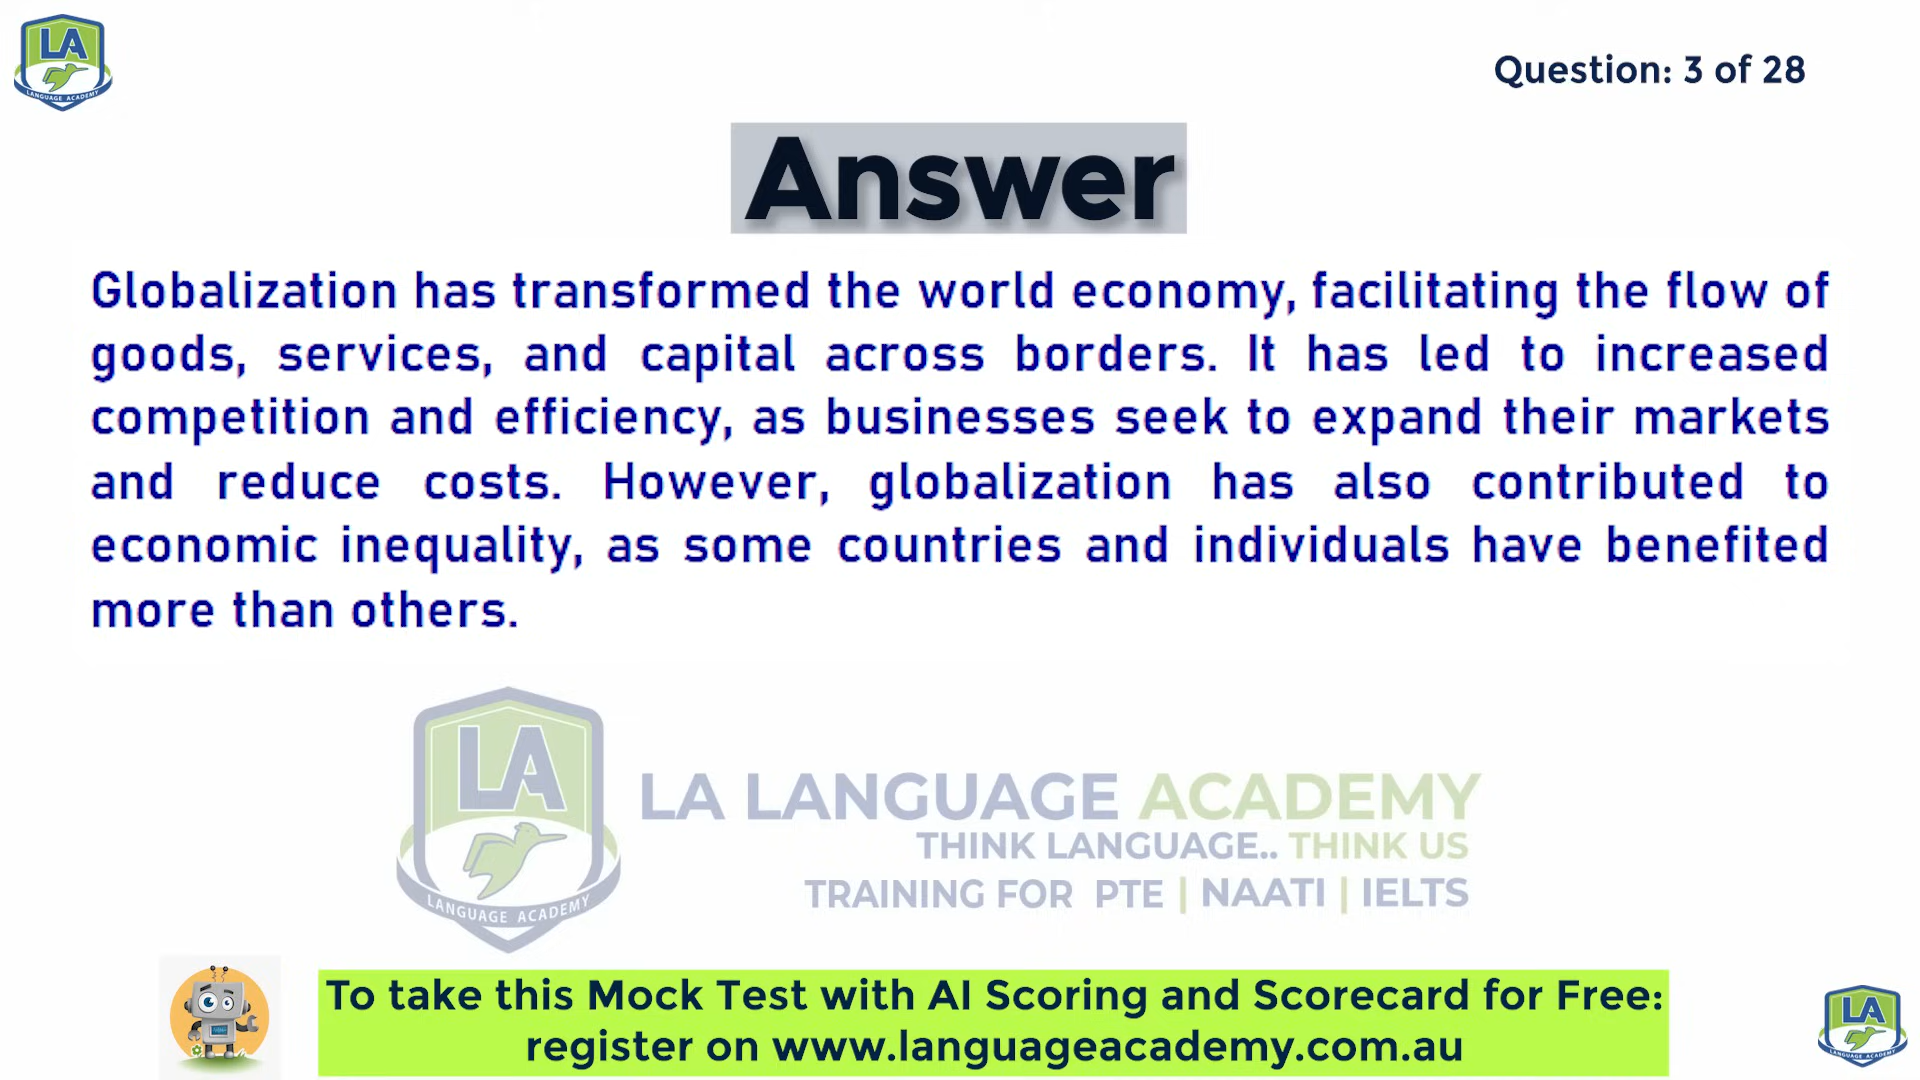 LA
LANGUAGE ACADEMY
Question: 3 of 28
Answer
Globalization has transformed the world economy, facilitating the flow of
goods, services, and capital across borders. It has led to increased
competition and efficiency, as businesses seek to expand their markets
and reduce costs. However, globalization has also contributed to
economic inequality, as some countries and individuals have benefited
more than others.
LA
LANGUAGE ACADEMY
LA LANGUAGE ACADEMY
THINK LANGUAGE.. THINK US
TRAINING FOR PTE | NAATI | IELTS
To take this Mock Test with AI Scoring and Scorecard for Free:
register on www.languageacademy.com.au
LA
LANGUAGE ACADEMY